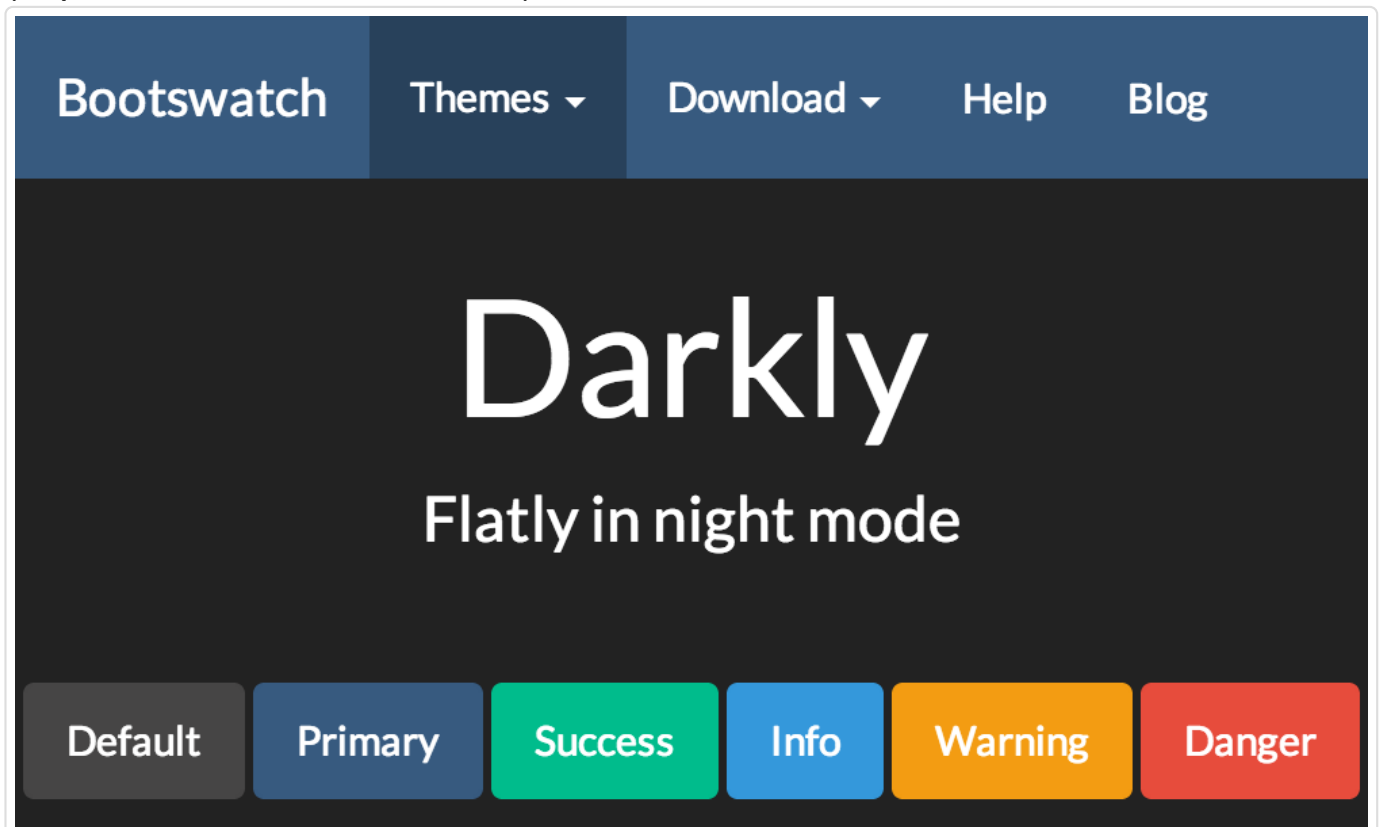 Bootswatch Themes Download Help Blog
Darkly
Flatly in night mode
Default Primary Success Info Warning Danger